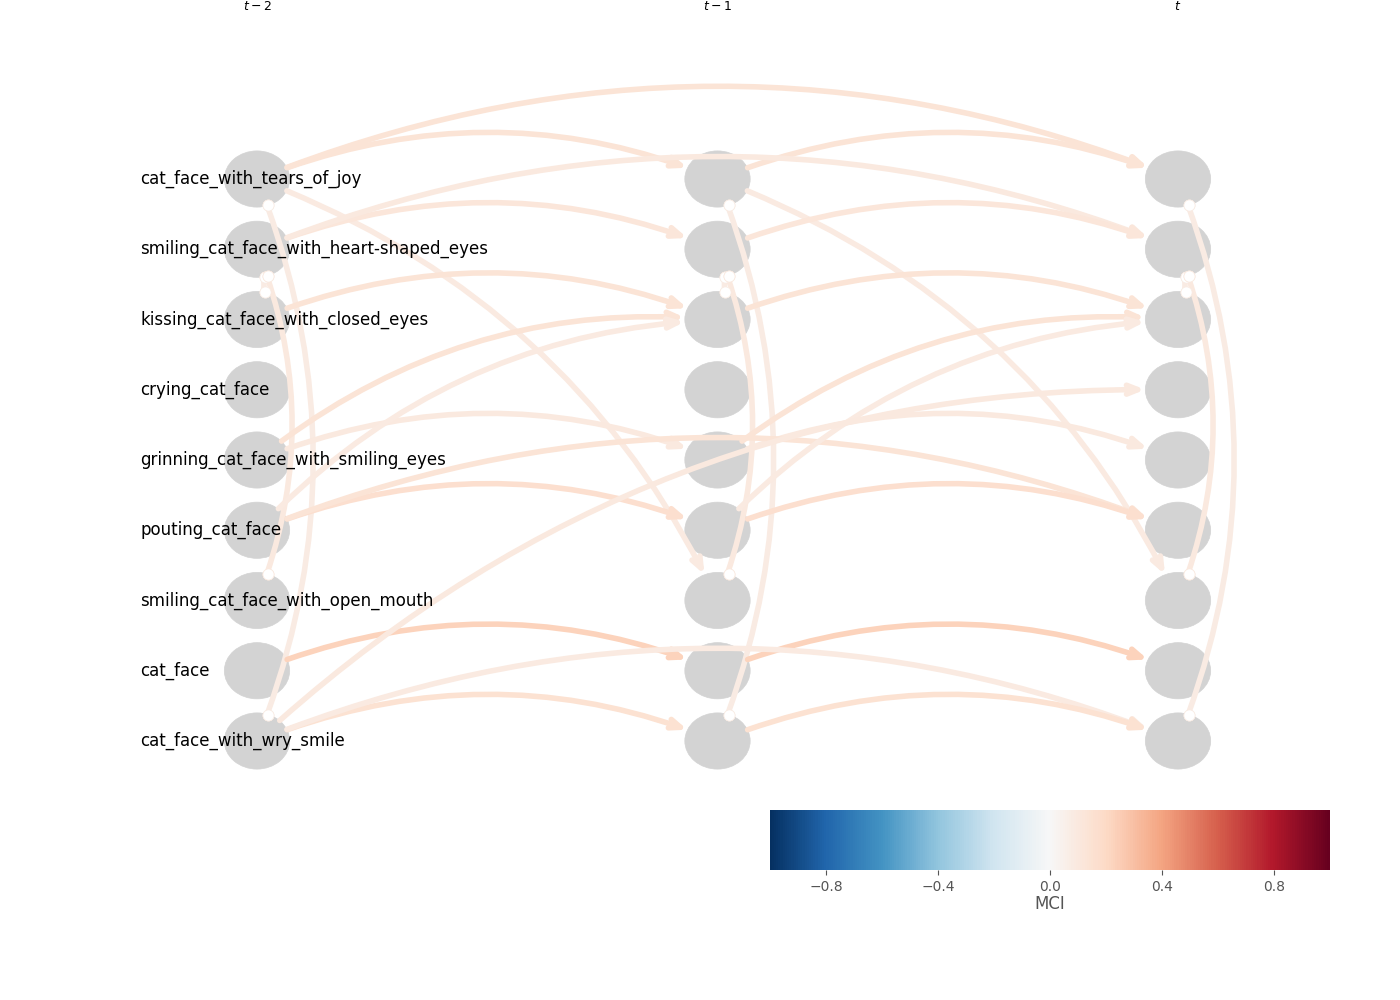 t − 2 t − 1 t
cat_face_with_tears_of_joy
smiling_cat_face_with_heart-shaped_eyes
kissing_cat_face_with_closed_eyes
crying_cat_face
grinning_cat_face_with_smiling_eyes
pouting_cat_face
smiling_cat_face_with_open_mouth
cat_face
cat_face_with_wry_smile
−0.8 −0.4 0.0 0.4 0.8
MCI